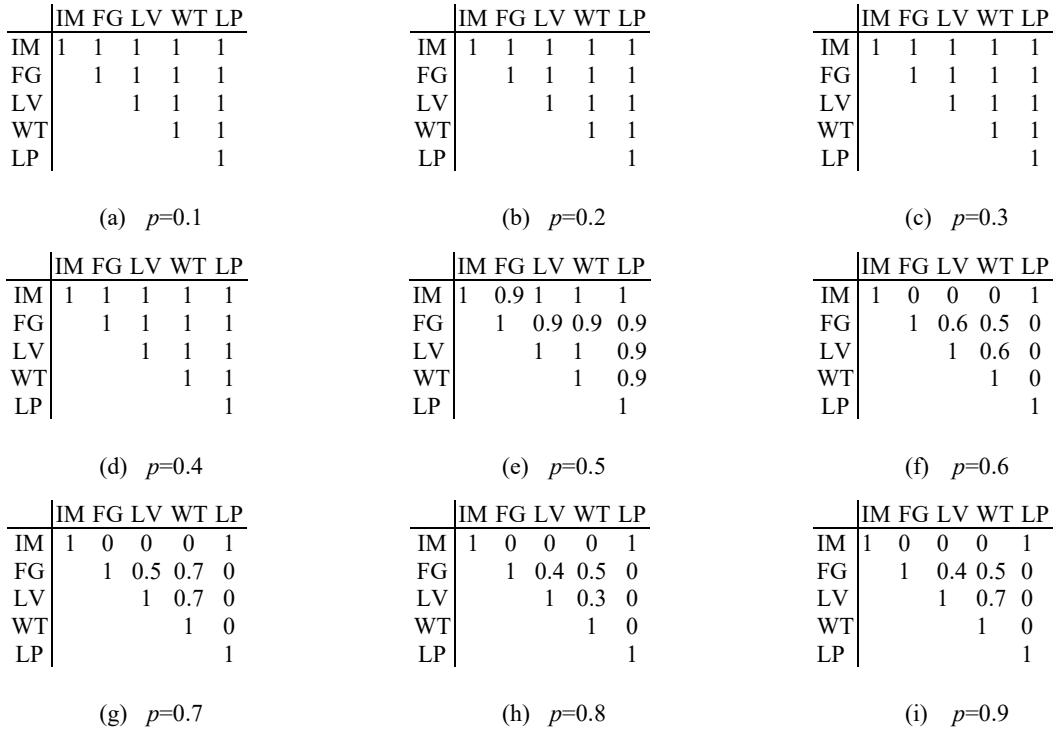 IM FG LV WT LP
IM 1 1 1 1 1
FG 1 1 1 1
LV 1 1 1
WT 1 1
LP 1
(a) p=0.1
IM FG LV WT LP
IM 1 1 1 1 1
FG 1 1 1 1
LV 1 1 1
WT 1 1
LP 1
(b) p=0.2
IM FG LV WT LP
IM 1 1 1 1 1
FG 1 1 1 1
LV 1 1 1
WT 1 1
LP 1
(c) p=0.3
IM FG LV WT LP
IM 1 1 1 1 1
FG 1 1 1 1
LV 1 1 1
WT 1 1
LP 1
(d) p=0.4
IM FG LV WT LP
IM 1 0.9 1 1 1
FG 1 0.9 0.9 0.9
LV 1 1 0.9
WT 1 0.9
LP 1
(e) p=0.5
IM FG LV WT LP
IM 1 0 0 0 1
FG 1 0.6 0.5 0
LV 1 0.6 0
WT 1 0
LP 1
(f) p=0.6
IM FG LV WT LP
IM 1 0 0 0 1
FG 1 0.5 0.7 0
LV 1 0.7 0
WT 1 0
LP 1
(g) p=0.7
IM FG LV WT LP
IM 1 0 0 0 1
FG 1 0.4 0.5 0
LV 1 0.3 0
WT 1 0
LP 1
(h) p=0.8
IM FG LV WT LP
IM 1 0 0 0 1
FG 1 0.4 0.5 0
LV 1 0.7 0
WT 1 0
LP 1
(i) p=0.9